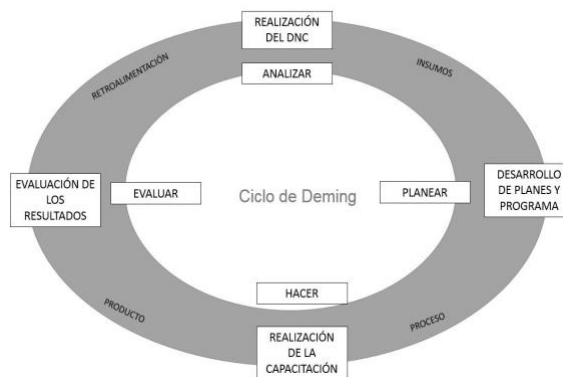 REALIZACIÓN
DEL DNC
RETROALIMENTACIÓN
INSUMOS
ANALIZAR
EVALUACIÓN DE
LOS
RESULTADOS
EVALUAR
Ciclo de Deming
PLANEAR
DESARROLLO
DE PLANES Y
PROGRAMA
HACER
PRODUCTO
PROCESO
REALIZACIÓN
DE LA
CAPACITACIÓN